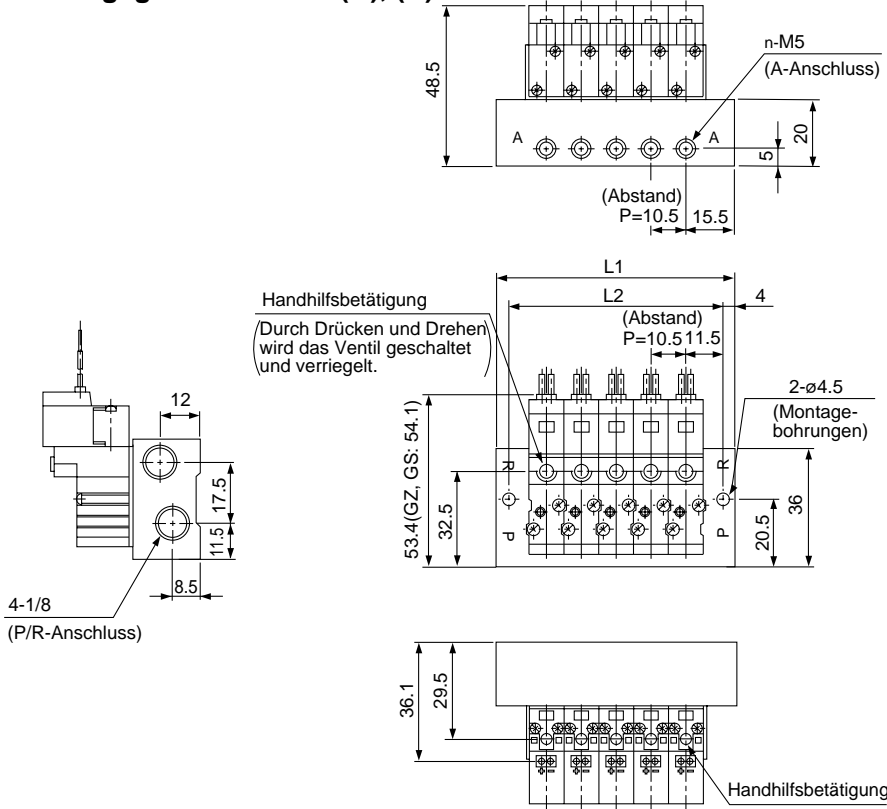 48.5
n-M5
(A-Anschluss)
A
A
20
5
(Abstand)
P=10.5
15.5
L1
L2
4
(Abstand)
P=10.5
11.5
Handhilfsbetätigung
(Durch Drücken und Drehen
wird das Ventil geschaltet
und verriegelt.)
2-ø4.5
(Montage-
bohrungen)
12
17.5
11.5
8.5
4-1/8
(P/R-Anschluss)
53.4(GZ, GS: 54.1)
32.5
R
P
R
P
20.5
36
36.1
29.5
Handhilfsbetätigung